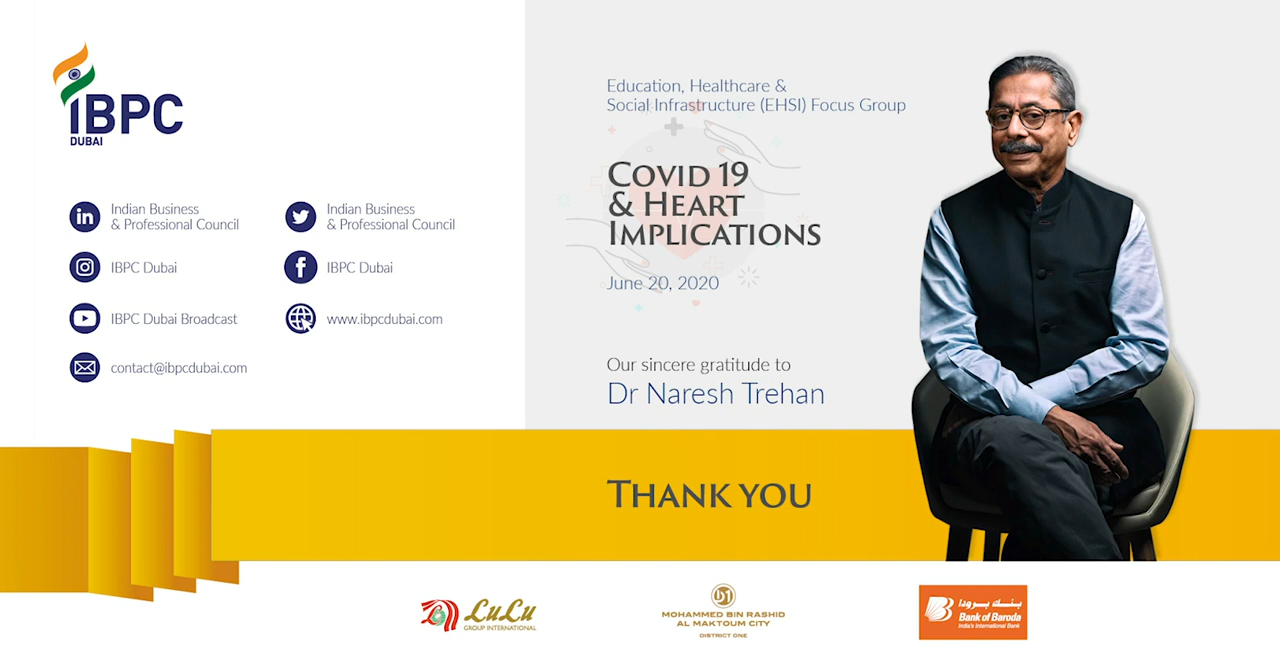 IBPC
DUBAI
Indian Business
& Professional Council
Indian Business
& Professional Council
IBPC Dubai
IBPC Dubai
IBPC Dubai Broadcast
www.ibpcdubai.com
contact@ibpcdubai.com
Education, Healthcare &
Social Infrastructure (EHSI) Focus Group
COVID 19
& HEART
IMPLICATIONS
June 20, 2020
Our sincere gratitude to
Dr Naresh Trehan
THANK YOU
LuLu
GROUP INTERNATIONAL
MOHAMMED BIN RASHID
AL MAKTOUM CITY
DISTRICT ONE
بنك برودا
Bank of Baroda
India's International Bank